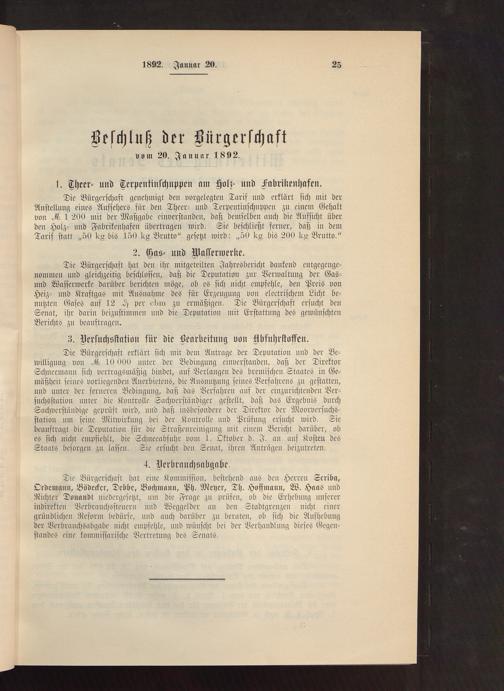 1892. Januar 20.
25
Beschluß der Bürgerschaft
vom 20. Januar 1892.
1. Theer- und Terpentinschuppen am Holz- und Fabrikenhafen.
Die Bürgerschaft genehmigt den vorgelegten Tarif und erklärt sich mit der
Anstellung eines Aufsehers für den Theer- und Terpentinschuppen zu einem Gehalt
von ℳ 1 200 mit der Maßgabe einverstanden, daß demselben auch die Aufsicht über
den Holz- und Fabrikenhafen übertragen wird. Sie beschließt ferner, daß in dem
Tarif statt „50 kg bis 150 kg Brutto“ gesetzt wird: „50 kg bis 200 kg Brutto.“
2. Gas- und Wasserwerke.
Die Bürgerschaft hat den ihr mitgeteilten Jahresbericht dankend entgegenge-
nommen und gleichzeitig beschlossen, daß die Deputation zur Verwaltung der Gas-
und Wasserwerke darüber berichten möge, ob es sich nicht empfehle, den Preis von
Heiz- und Kraftgas mit Ausnahme des für Erzeugung von electrischem Licht be-
nutzten Gases auf 12 ₰ per cbm zu ermäßigen. Die Bürgerschaft ersucht den
Senat, ihr darin beizustimmen und die Deputation mit Erstattung des gewünschten
Berichts zu beauftragen.
3. Versuchsstation für die Bearbeitung von Abfuhrstoffen.
Die Bürgerschaft erklärt sich mit dem Antrage der Deputation und der Be-
willigung von ℳ 10 000 unter der Bedingung einverstanden, daß der Direktor
Schneemann sich vertragsmäßig bindet, auf Verlangen des bremischen Staates in Ge-
mäßheit seines vorliegenden Anerbietens, die Ausnutzung seines Verfahrens zu gestatten,
und unter der ferneren Bedingung, daß das Verfahren auf der einzurichtenden Ver-
suchsstation unter die Kontrolle Sachverständiger gestellt, daß das Ergebnis durch
Sachverständige geprüft wird, und daß insbesondere der Direktor der Moorversuchs-
station um seine Mitwirkung bei der Kontrolle und Prüfung ersucht wird. Sie
beauftragt die Deputation für die Straßenreinigung mit einem Bericht darüber, ob
es sich nicht empfiehlt, die Schneeabfuhr vom 1. Oktober d. J. an auf Kosten des
Staats besorgen zu lassen. Sie ersucht den Senat, ihren Anträgen beizutreten.
4. Verbrauchsabgabe.
Die Bürgerschaft hat eine Kommission, bestehend aus den Herren Scriba,
Ordemann, Bödecker, Debbe, Bohmann, Ph. Meyer, Th. Hoffmann, W. Haas und
Richter Donandt niedergesetzt, um die Frage zu prüfen, ob die Erhebung unserer
indirekten Verbrauchssteuern und Weggelder an den Stadtgrenzen nicht einer
gründlichen Reform bedürfe, und auch darüber zu beraten, ob sich die Aufhebung
der Verbrauchsabgabe nicht empfehle, und wünscht bei der Verhandlung dieses Gegen-
standes eine kommissarische Vertretung des Senats.